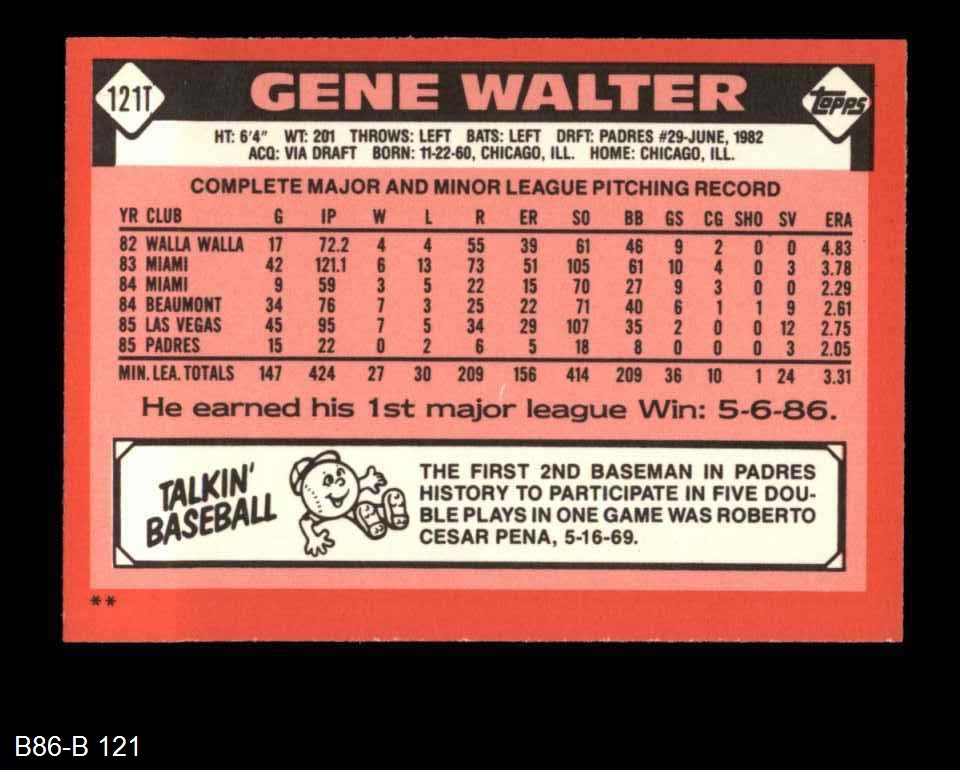 121T
GENE WALTER
TOPPS
HT: 6'4" WT: 201 THROWS: LEFT BATS: LEFT DRFT: PADRES #29-JUNE, 1982
ACQ: VIA DRAFT BORN: 11-22-60, CHICAGO, ILL. HOME: CHICAGO, ILL.
COMPLETE MAJOR AND MINOR LEAGUE PITCHING RECORD
YR CLUB G IP W L R ER SO BB GS CG SHO SV ERA
82 WALLA WALLA 17 72.2 4 4 55 39 61 46 9 2 0 0 4.83
83 MIAMI 42 121.1 6 13 73 51 105 61 10 4 0 3 3.78
84 MIAMI 9 59 3 5 22 15 70 27 9 3 0 0 2.29
84 BEAUMONT 34 76 7 3 25 22 71 40 6 1 1 9 2.61
85 LAS VEGAS 45 95 7 5 34 29 107 35 2 0 0 12 2.75
85 PADRES 15 22 0 2 6 5 18 8 0 0 0 3 2.05
MIN. LEA. TOTALS 147 424 27 30 209 156 414 209 36 10 1 24 3.31
He earned his 1st major league Win: 5-6-86.
TALKIN'
BASEBALL
THE FIRST 2ND BASEMAN IN PADRES
HISTORY TO PARTICIPATE IN FIVE DOU-
BLE PLAYS IN ONE GAME WAS ROBERTO
CESAR PENA, 5-16-69.
**
B86-B 121